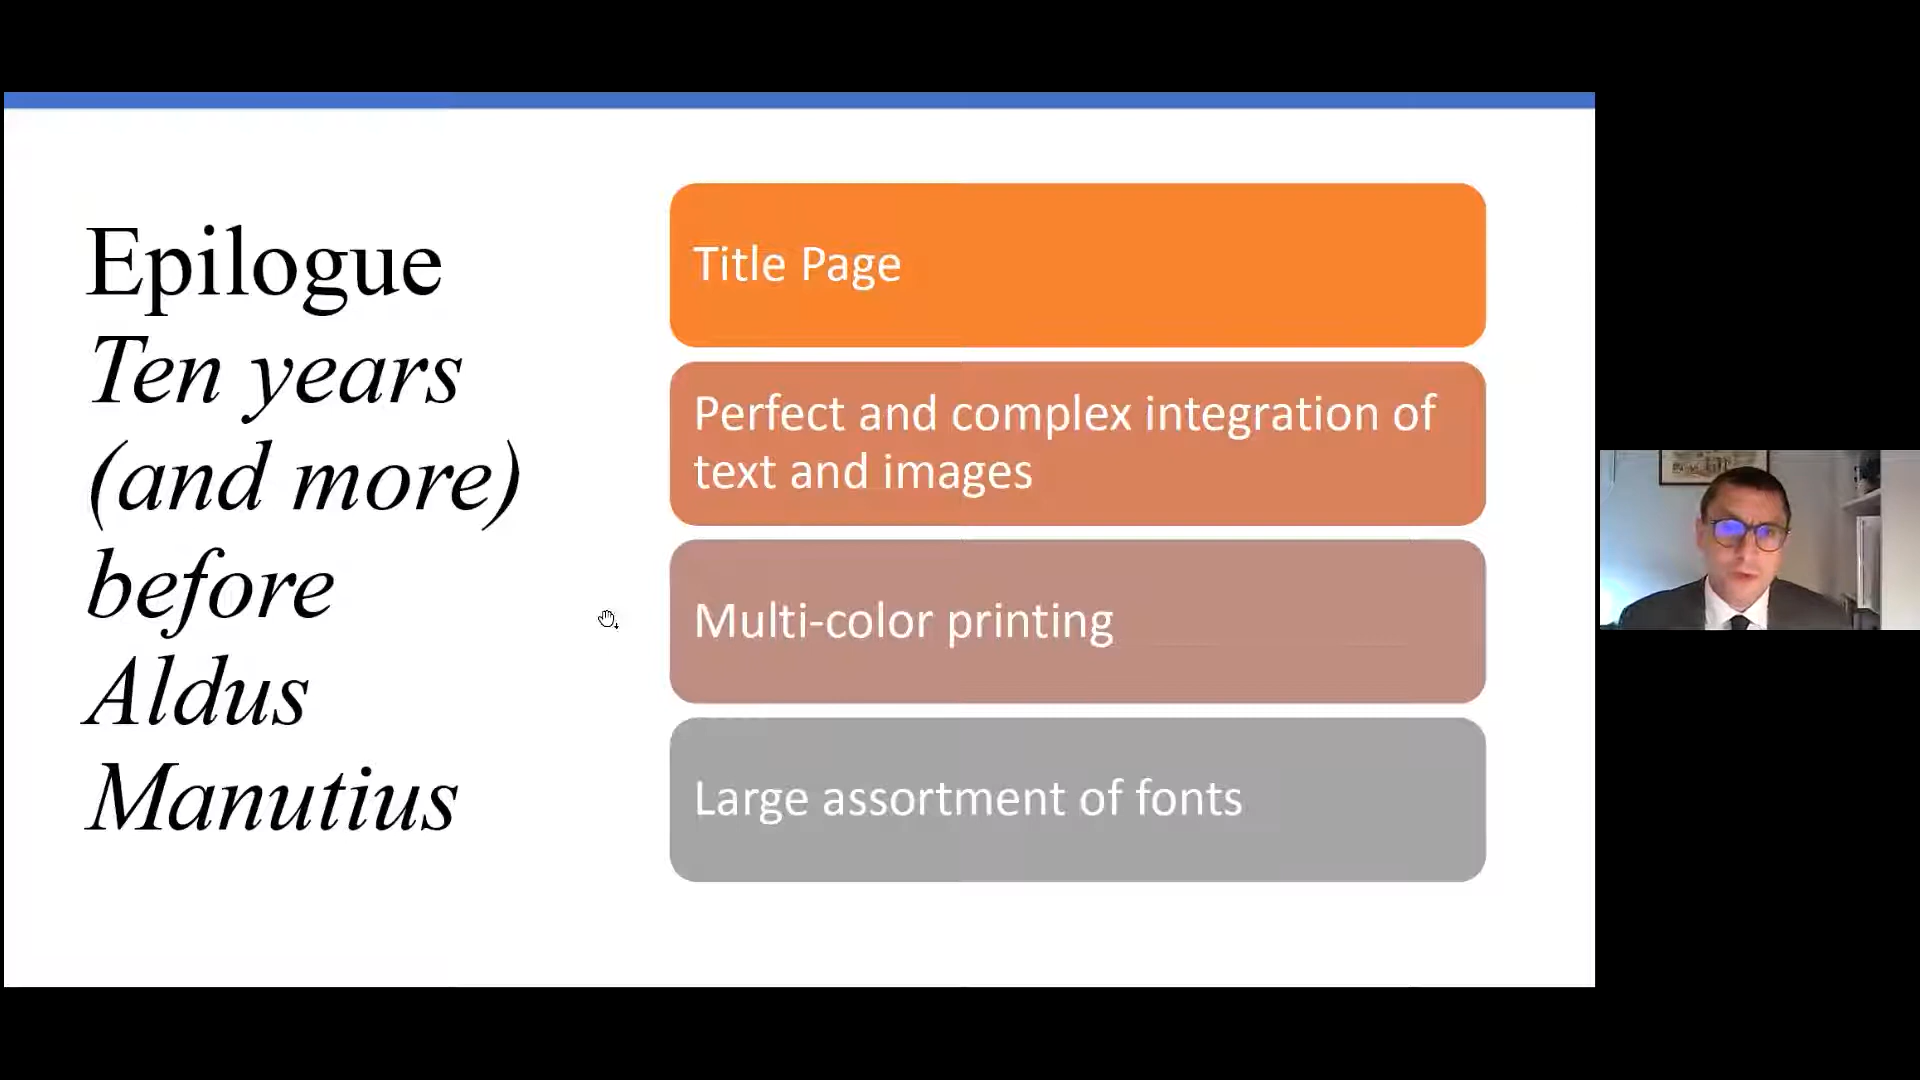 Epilogue
Ten years
(and more)
before
Aldus
Manutius
Title Page
Perfect and complex integration of
text and images
Multi-color printing
Large assortment of fonts